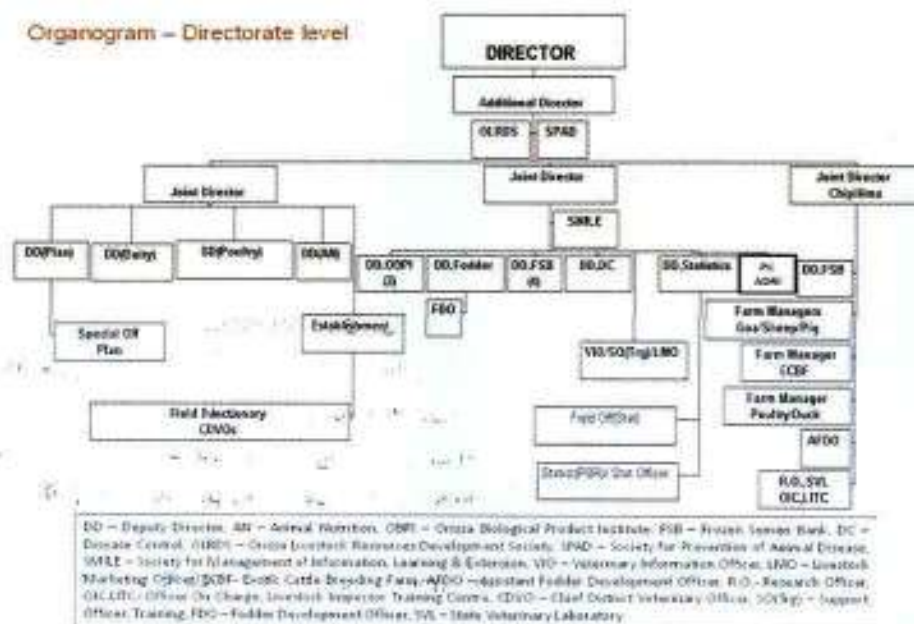 Organogram – Directorate level
DIRECTOR
Additional Director
OLRDS
SPAD
Joint Director
Joint Director
Joint Director
Chiplima
SMILE
DD(Plan)
DD(Dairy)
DD(Poultry)
DD(AN)
DD,OBPI
DD,Fodder
DD,FSB
DD,DC
DD,Statistics
DD,FSB
FDO
Special Off
Plan
Establishment
VIO/SO(Trg)/LMO
Farm Managers
Goa/Sheep/Pig
Farm Manager
ECBF
Farm Manager
Poultry/Duck
Field Functionary
CDVOs
Field Off(Stat)
AFDO
R.O.,SVL
OIC,LITC
DD – Deputy Director, AN – Animal Nutrition, OBPI – Orissa Biological Product Institute, FSB – Frozen Semen Bank, DC –
Disease Control, OLRDS – Orissa Livestock Resources Development Society, SPAD – Society for Prevention of Animal Disease,
SMILE – Society for Management of Information, Learning & Extension, VIO – Veterinary Information Officer, LMO – Livestock
Marketing Officer, ECBF- Exotic Cattle Breeding Farm, AFDO –Assistant Fodder Development Officer, R.O.- Research Officer,
OIC,LITC- Officer On Charge, Livestock Inspector Training Centre, CDVO – Chief District Veterinary Officer, SO(Trg) – Support
Officer, Training, FDO – Fodder Development Officer, SVL – State Veterinary Laboratory